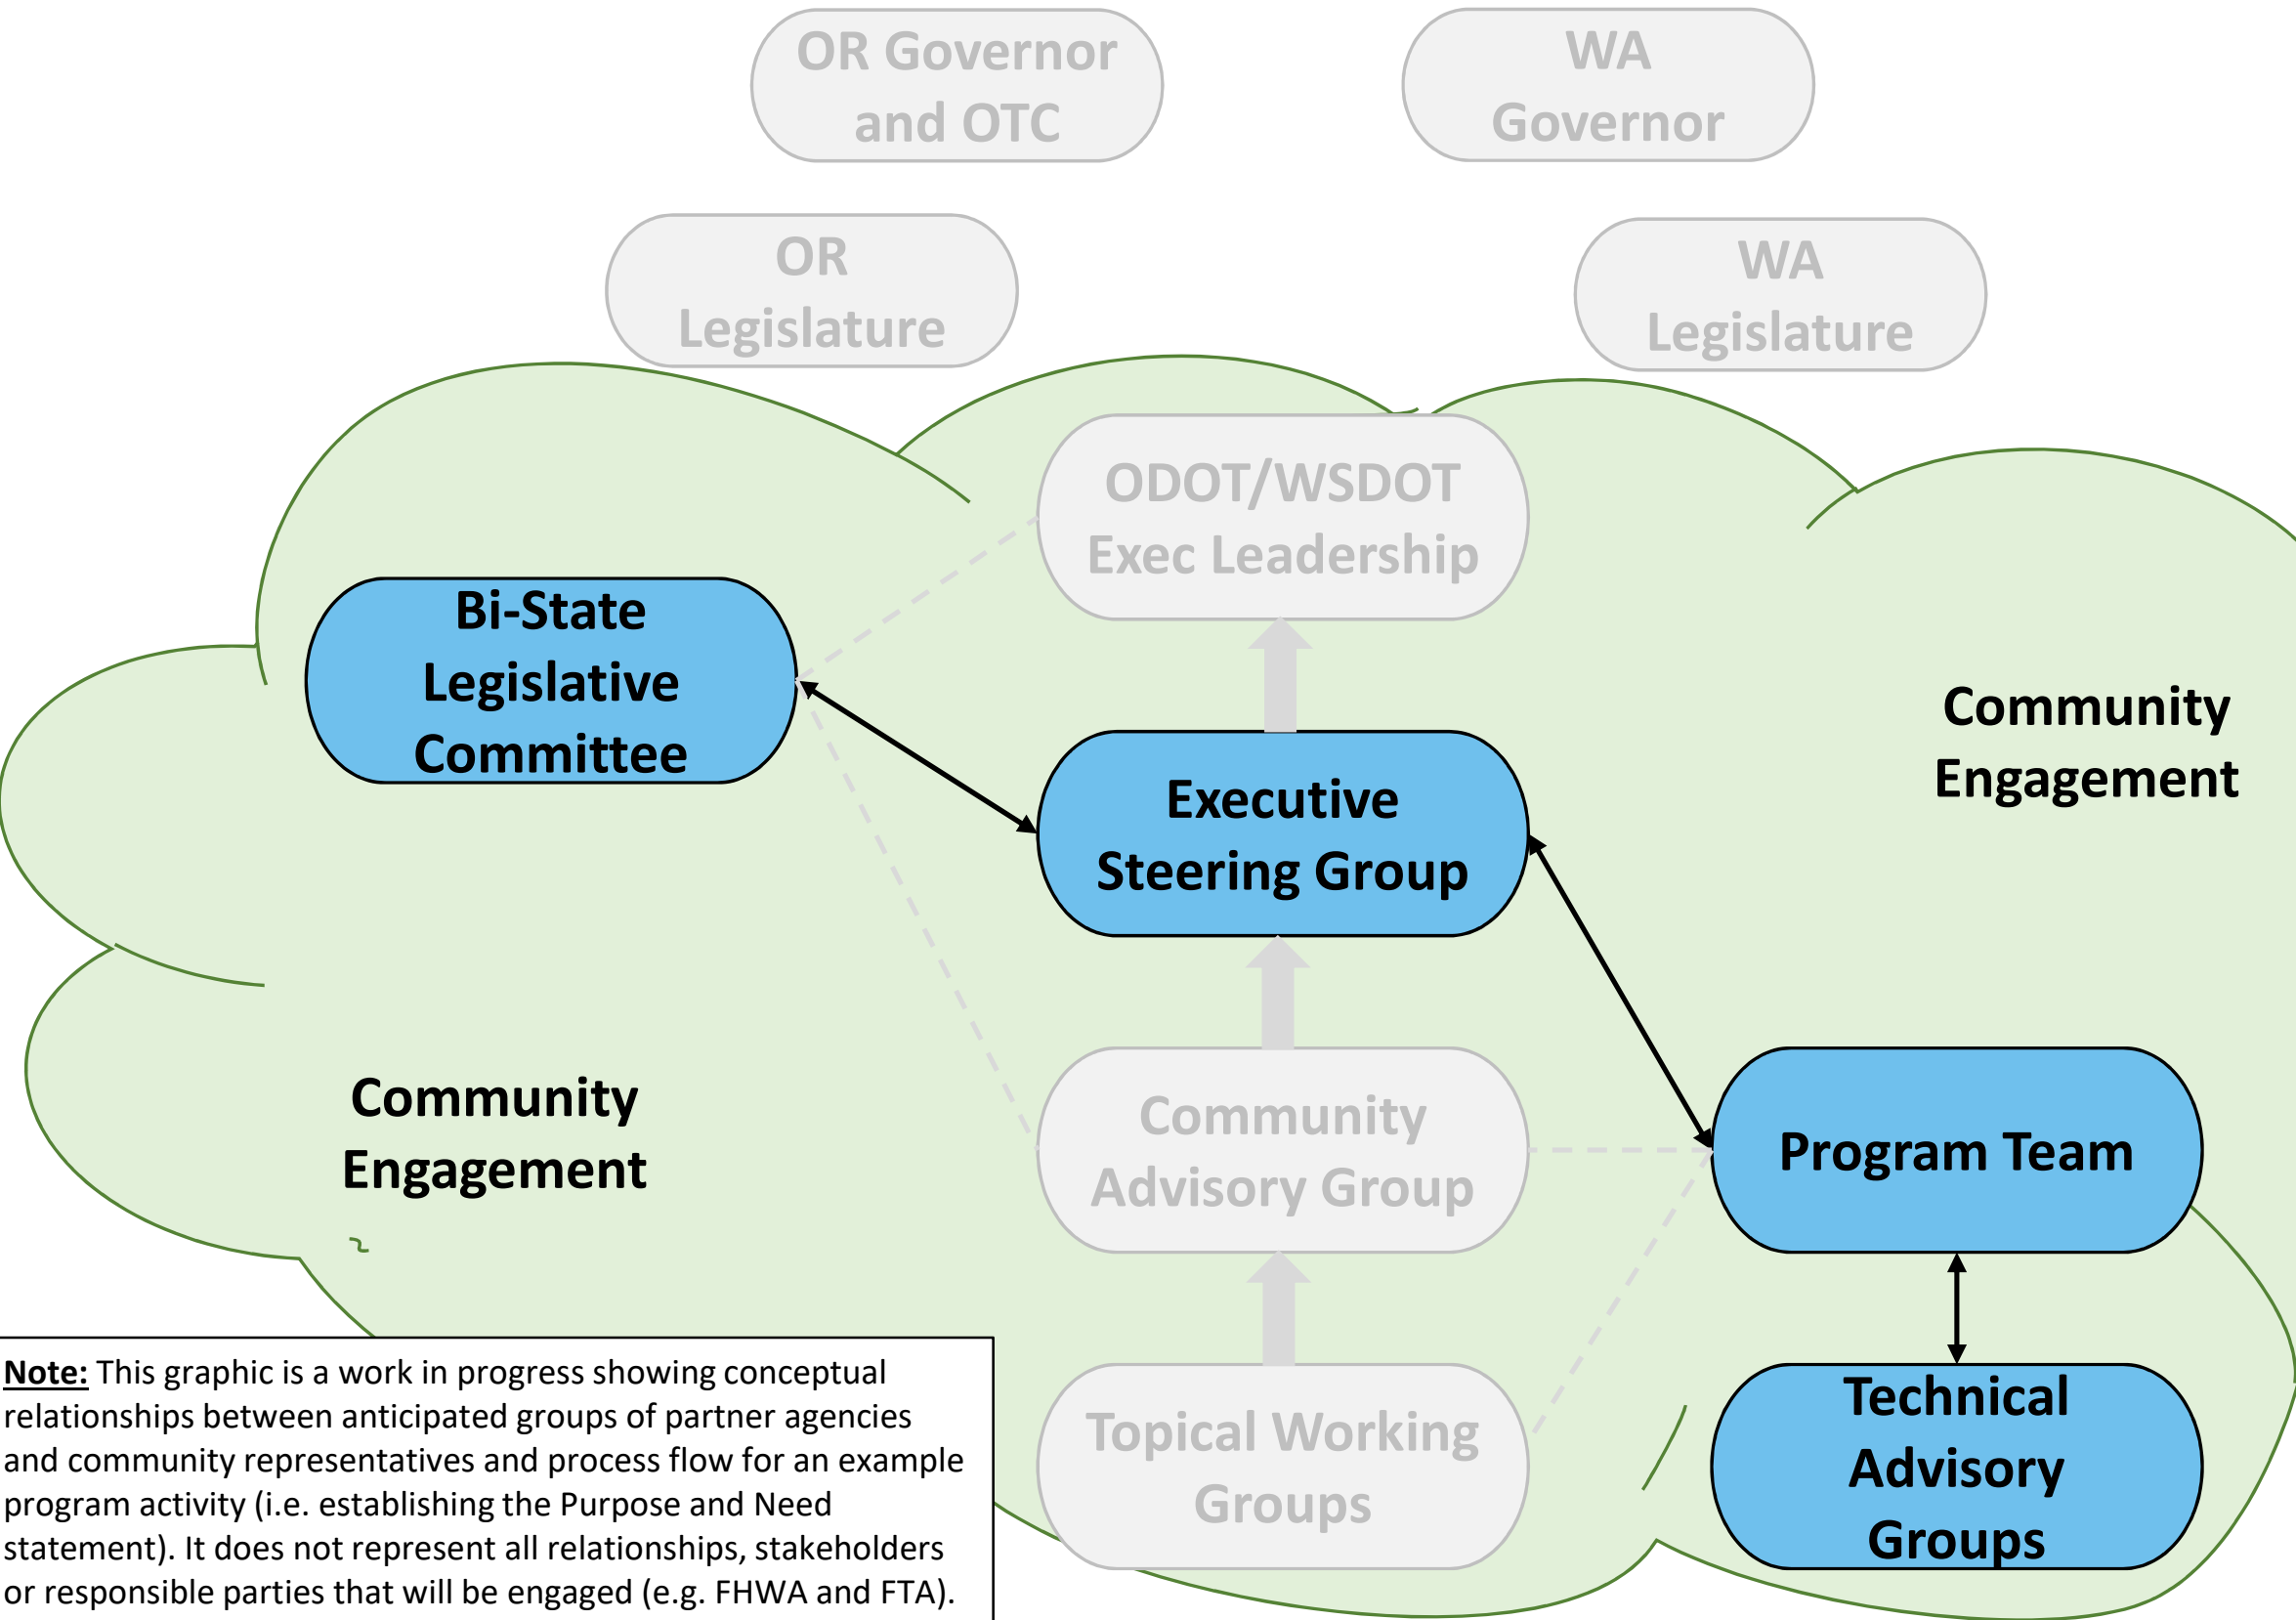 OR Governor
and OTC
WA
Governor
OR
Legislature
WA
Legislature
ODOT/WSDOT
Exec Leadership
Bi-State
Legislative
Committee
Community
Engagement
Executive
Steering Group
Community
Engagement
Community
Advisory Group
Program Team
Topical Working
Groups
Technical
Advisory
Groups
Note: This graphic is a work in progress showing conceptual
relationships between anticipated groups of partner agencies
and community representatives and process flow for an example
program activity (i.e. establishing the Purpose and Need
statement). It does not represent all relationships, stakeholders
or responsible parties that will be engaged (e.g. FHWA and FTA).